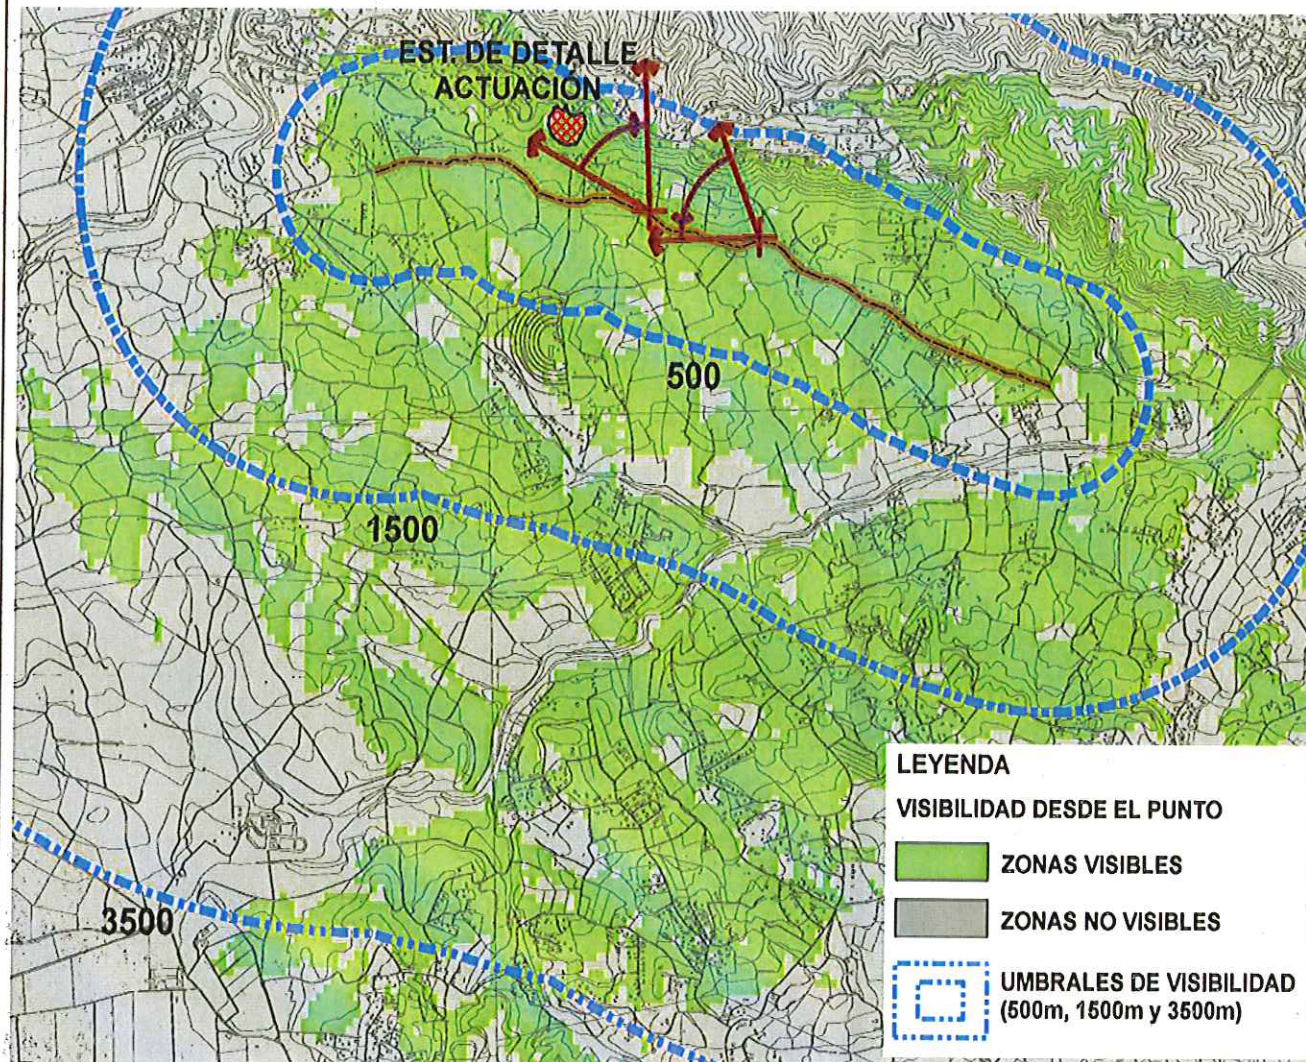 EST. DE DETALLE
ACTUACIÓN
500
1500
3500
LEYENDA
VISIBILIDAD DESDE EL PUNTO
ZONAS VISIBLES
ZONAS NO VISIBLES
UMBRALES DE VISIBILIDAD
(500m, 1500m y 3500m)